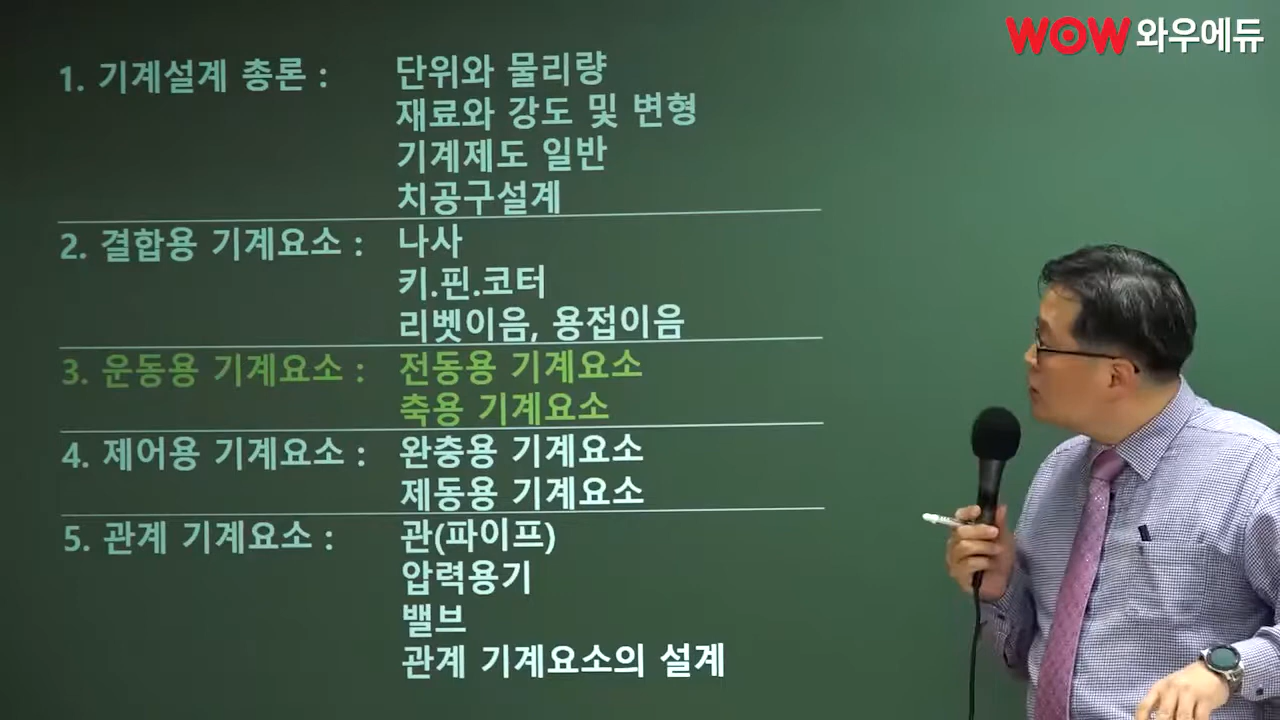 WOW 와우에듀
1. 기계설계 총론 : 단위와 물리량
재료와 강도 및 변형
기계제도 일반
치공구설계
2. 결합용 기계요소 : 나사
키.핀.코터
리벳이음, 용접이음
3. 운동용 기계요소 : 전동용 기계요소
축용 기계요소
4. 제어용 기계요소 : 완충용 기계요소
제동용 기계요소
5. 관계 기계요소 : 관(파이프)
압력용기
밸브
관계 기계요소의 설계